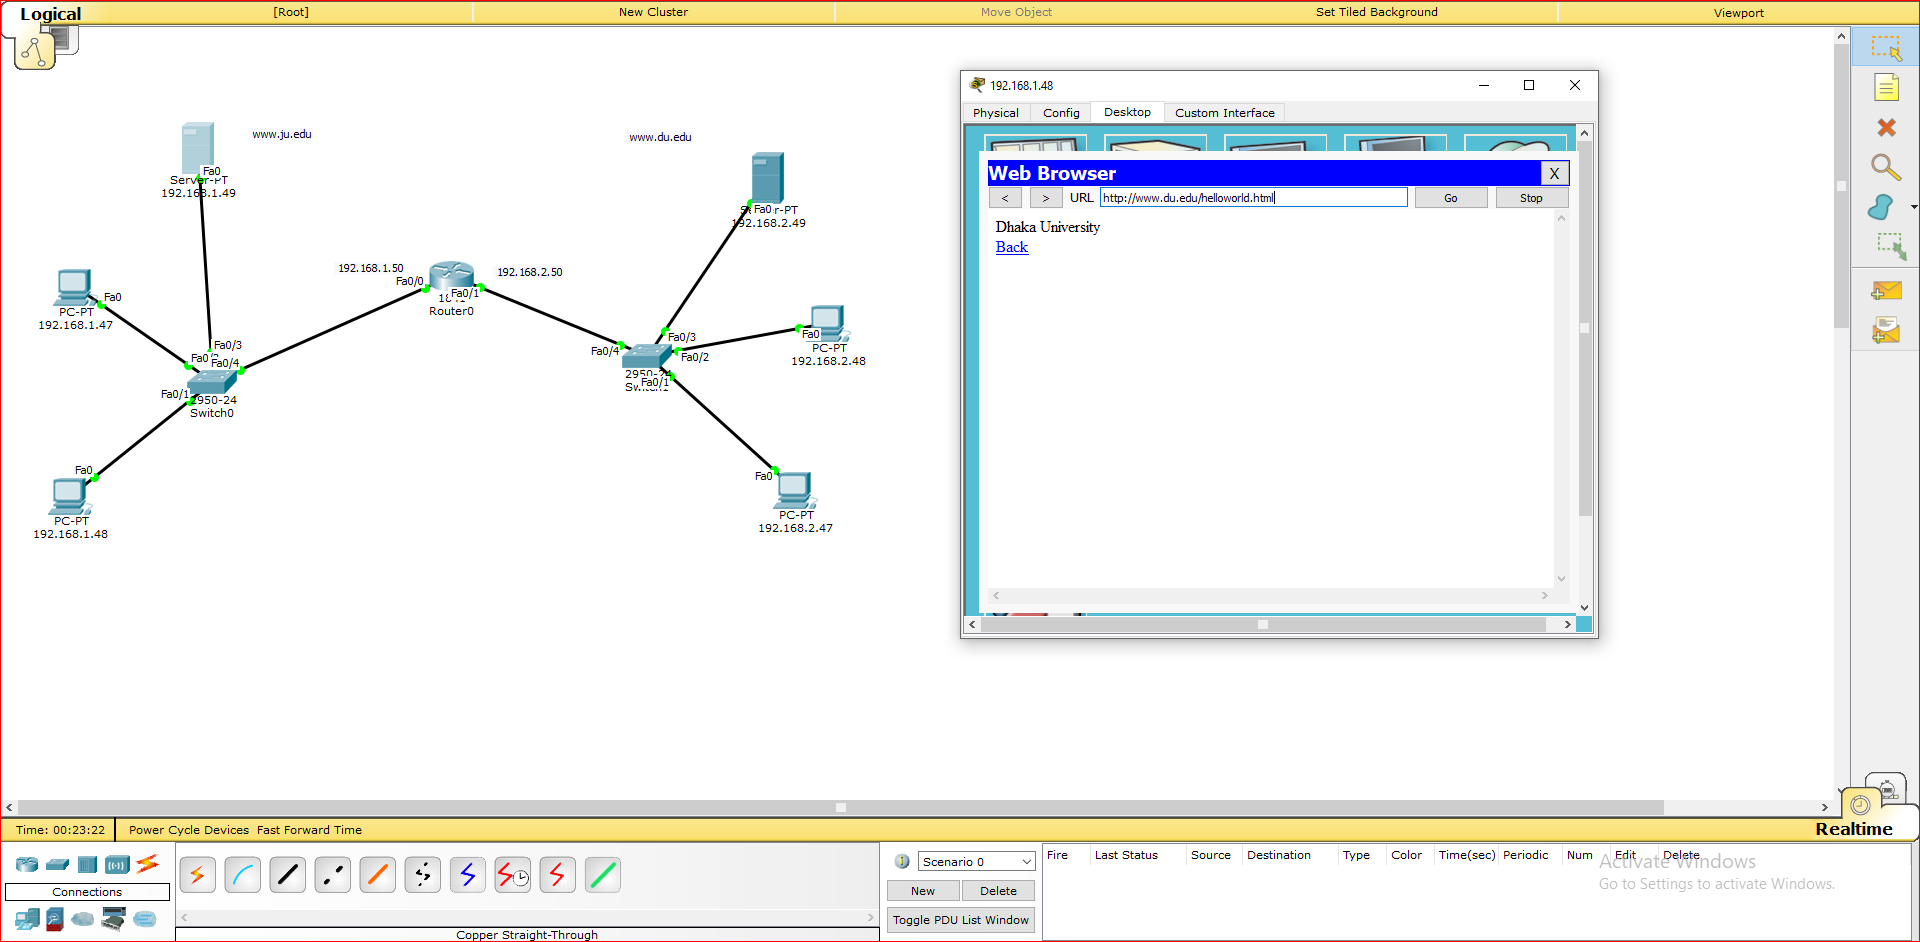 Logical
[Root]
New Cluster
Move Object
Set Tiled Background
Viewport
www.ju.edu
Fa0
Server-PT
192.168.1.49
www.du.edu
Fa0
192.168.2.49
192.168.1.50
192.168.2.50
Fa0/0
Fa0/1
Router0
Fa0
PC-PT
192.168.1.47
Fa0/3
Fa0/4
Fa0/1
2950-24
Switch0
Fa0
PC-PT
192.168.1.48
Fa0/4
Fa0/3
Fa0/2
Fa0/1
Fa0
PC-PT
192.168.2.48
Fa0
PC-PT
192.168.2.47
192.168.1.48
Physical
Config
Desktop
Custom Interface
Web Browser
X
<
>
URL
http://www.du.edu/helloworld.html
Go
Stop
Dhaka University
Back
Time: 00:23:22
Power Cycle Devices Fast Forward Time
Realtime
Connections
Copper Straight-Through
Scenario 0
New
Delete
Toggle PDU List Window
Fire
Last Status
Source
Destination
Type
Color
Time(sec)
Periodic
Num
Edit
Delete
Activate Windows
Go to Settings to activate Windows.